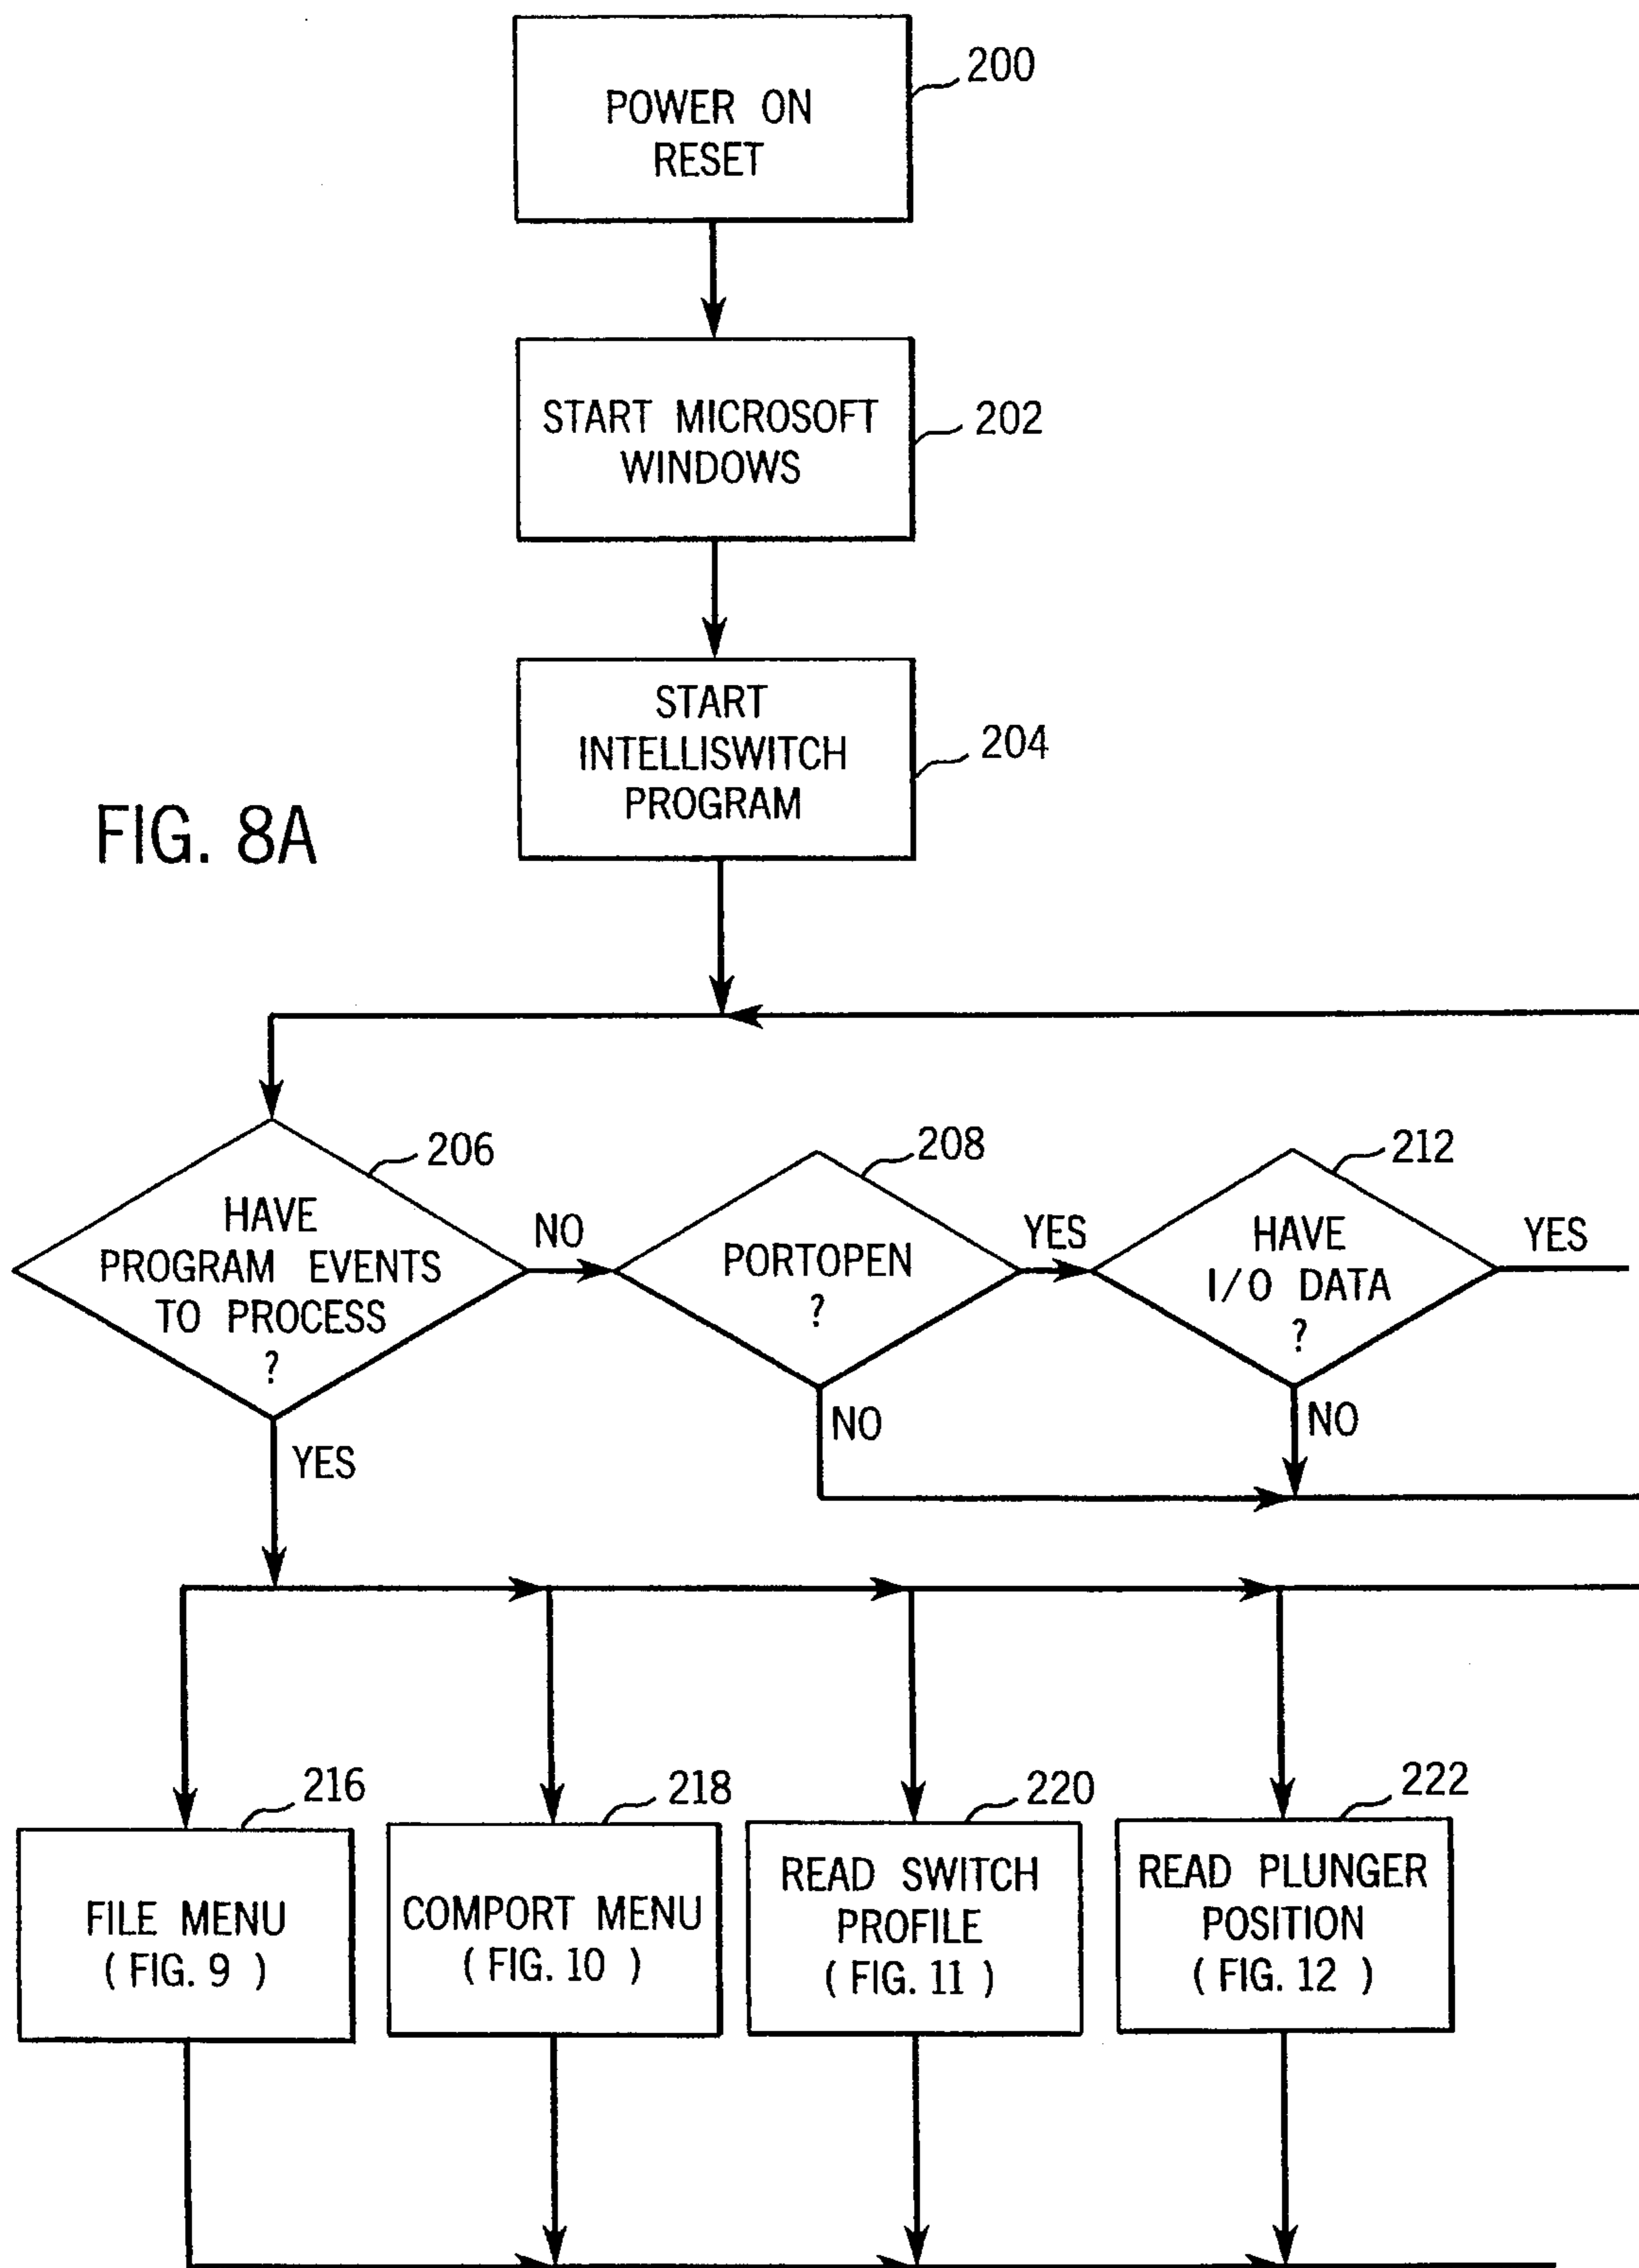 200
POWER ON
RESET
START MICROSOFT
WINDOWS
202
START
INTELLISWITCH
PROGRAM
204
FIG. 8A
206
HAVE
PROGRAM EVENTS
TO PROCESS
?
NO
YES
208
PORTOPEN
?
YES
NO
212
HAVE
I/O DATA
?
YES
NO
216
FILE MENU
( FIG. 9 )
218
COMPORT MENU
( FIG. 10 )
220
READ SWITCH
PROFILE
( FIG. 11 )
222
READ PLUNGER
POSITION
( FIG. 12 )